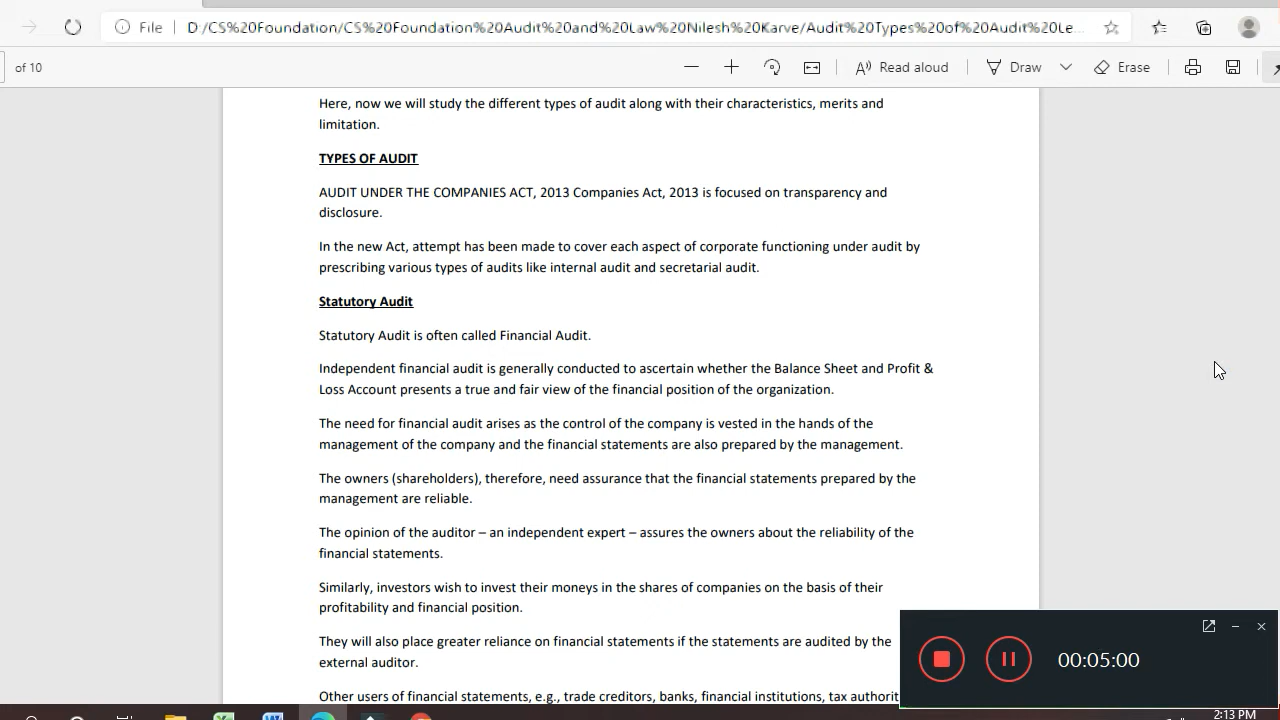 File
D:/CS%20Foundation/CS%20Foundation%20Audit%20and%20Law%20Nilesh%20Karve/Audit%20Types%20of%20Audit%20Le...
of 10
Read aloud
Draw
Erase
Here, now we will study the different types of audit along with their characteristics, merits and
limitation.
TYPES OF AUDIT
AUDIT UNDER THE COMPANIES ACT, 2013 Companies Act, 2013 is focused on transparency and
disclosure.
In the new Act, attempt has been made to cover each aspect of corporate functioning under audit by
prescribing various types of audits like internal audit and secretarial audit.
Statutory Audit
Statutory Audit is often called Financial Audit.
Independent financial audit is generally conducted to ascertain whether the Balance Sheet and Profit &
Loss Account presents a true and fair view of the financial position of the organization.
The need for financial audit arises as the control of the company is vested in the hands of the
management of the company and the financial statements are also prepared by the management.
The owners (shareholders), therefore, need assurance that the financial statements prepared by the
management are reliable.
The opinion of the auditor – an independent expert – assures the owners about the reliability of the
financial statements.
Similarly, investors wish to invest their moneys in the shares of companies on the basis of their
profitability and financial position.
They will also place greater reliance on financial statements if the statements are audited by the
external auditor.
Other users of financial statements, e.g., trade creditors, banks, financial institutions, tax authorit
00:05:00
2:13 PM